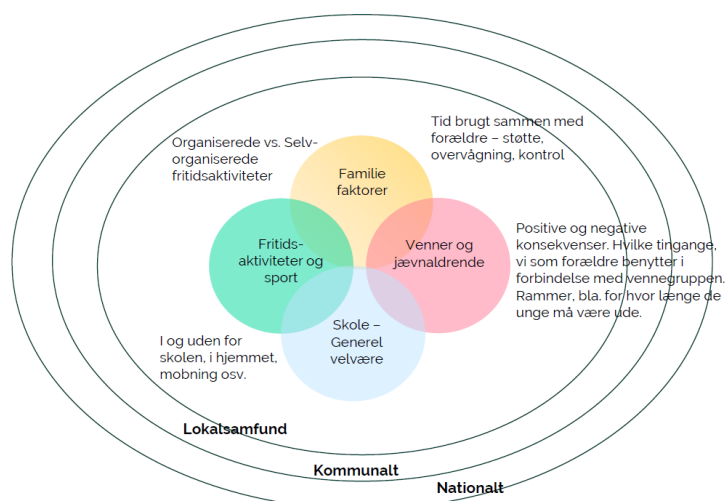 Tid brugt sammen med
forældre – støtte,
overvågning, kontrol
Organiserede vs. Selv-
organiserede
fritidsaktiviteter
Familie
faktorer
Fritids-
aktiviteter og
sport
Venner og
jævnaldrende
Positive og negative
konsekvenser. Hvilke tingange,
vi som forældre benytter i
forbindelse med vennegruppen.
Rammer, bla. for hvor længe de
unge må være ude.
Skole –
Generel
velvære
I og uden for
skolen, i hjemmet,
mobning osv.
Lokalsamfund
Kommunalt
Nationalt